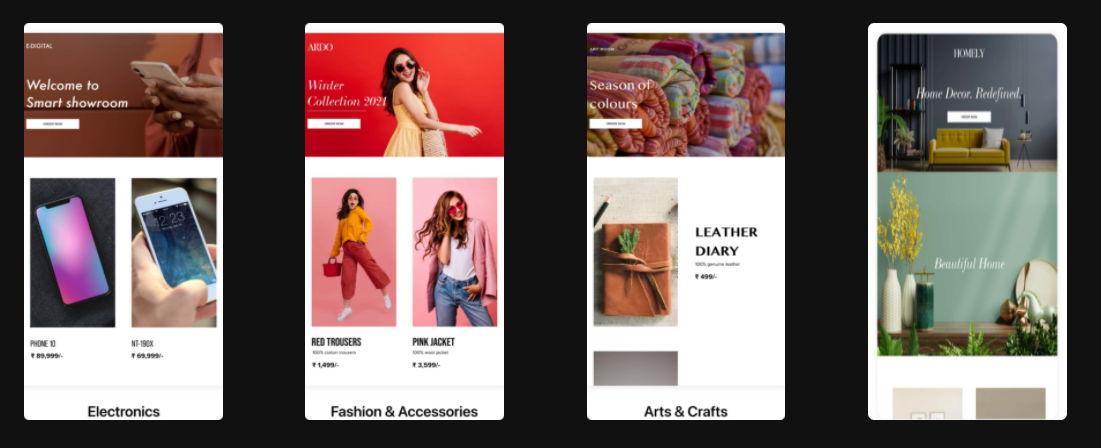 E-DIGITAL
Welcome to
Smart showroom
ORDER NOW
PHONE 10
₹ 89,999/-
NT-190X
₹ 69,999/-
Electronics
ARDO
Winter
Collection 2021
ORDER NOW
RED TROUSERS
100% cotton trousers
₹ 1,499/-
PINK JACKET
100% wool jacket
₹ 3,599/-
Fashion & Accessories
ART ROOM
Season of
colours
ORDER NOW
LEATHER
DIARY
100% genuine leather
₹ 499/-
Arts & Crafts
HOMELY
Home Decor. Redefined.
ORDER NOW
Beautiful Home